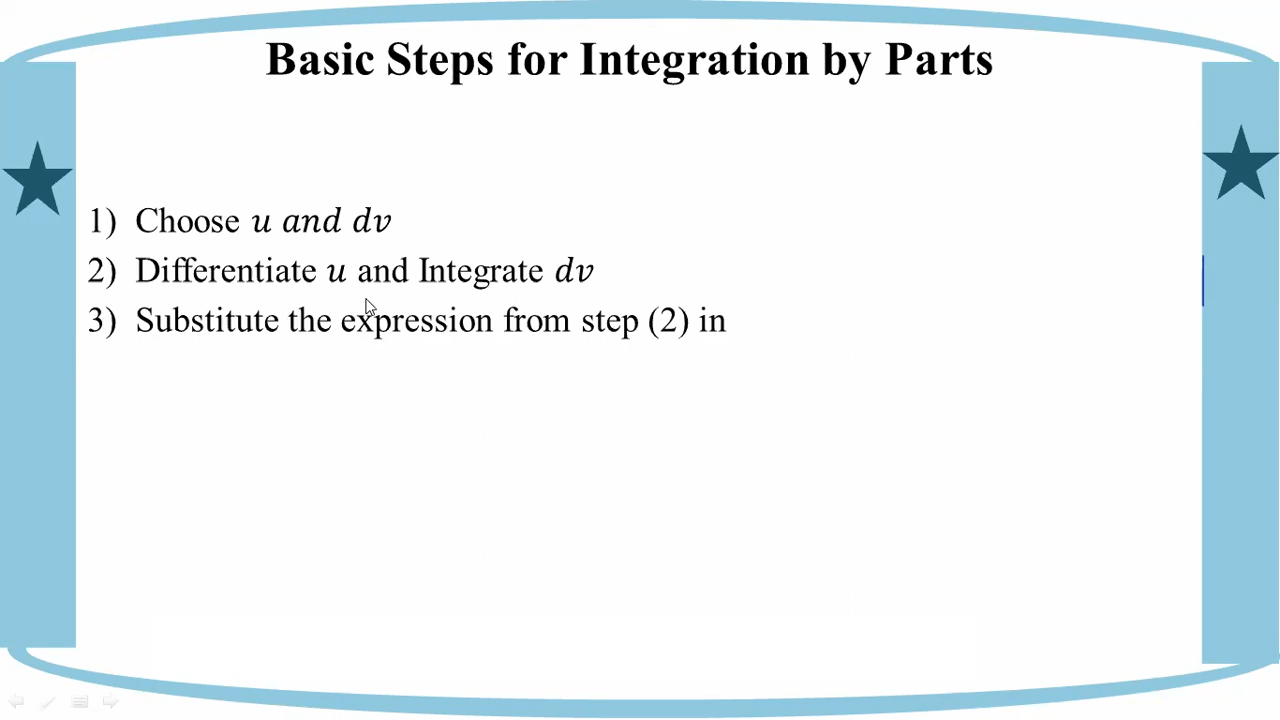 Basic Steps for Integration by Parts
1) Choose u and dv
2) Differentiate u and Integrate dv
3) Substitute the expression from step (2) in